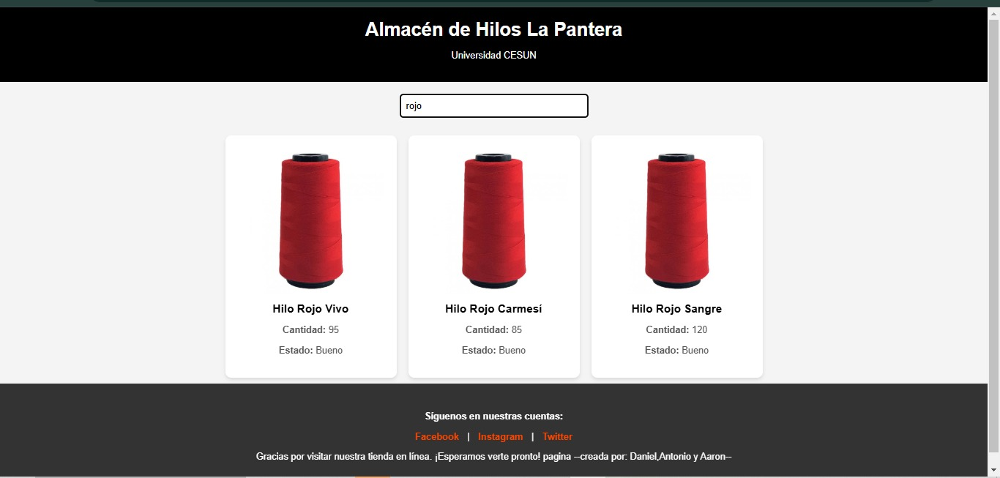 Almacén de Hilos La Pantera
Universidad CESUN
rojo
Hilo Rojo Vivo
Cantidad: 95
Estado: Bueno
Hilo Rojo Carmesí
Cantidad: 85
Estado: Bueno
Hilo Rojo Sangre
Cantidad: 120
Estado: Bueno
Síguenos en nuestras cuentas:
Facebook | Instagram | Twitter
Gracias por visitar nuestra tienda en línea. ¡Esperamos verte pronto! pagina --creada por: Daniel,Antonio y Aaron--